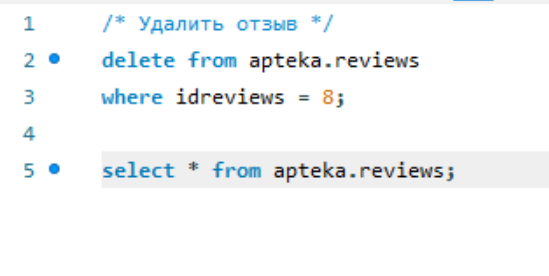 1 /* Удалить отзыв */
2 delete from apteka.reviews
3 where idreviews = 8;
4
5 select * from apteka.reviews;